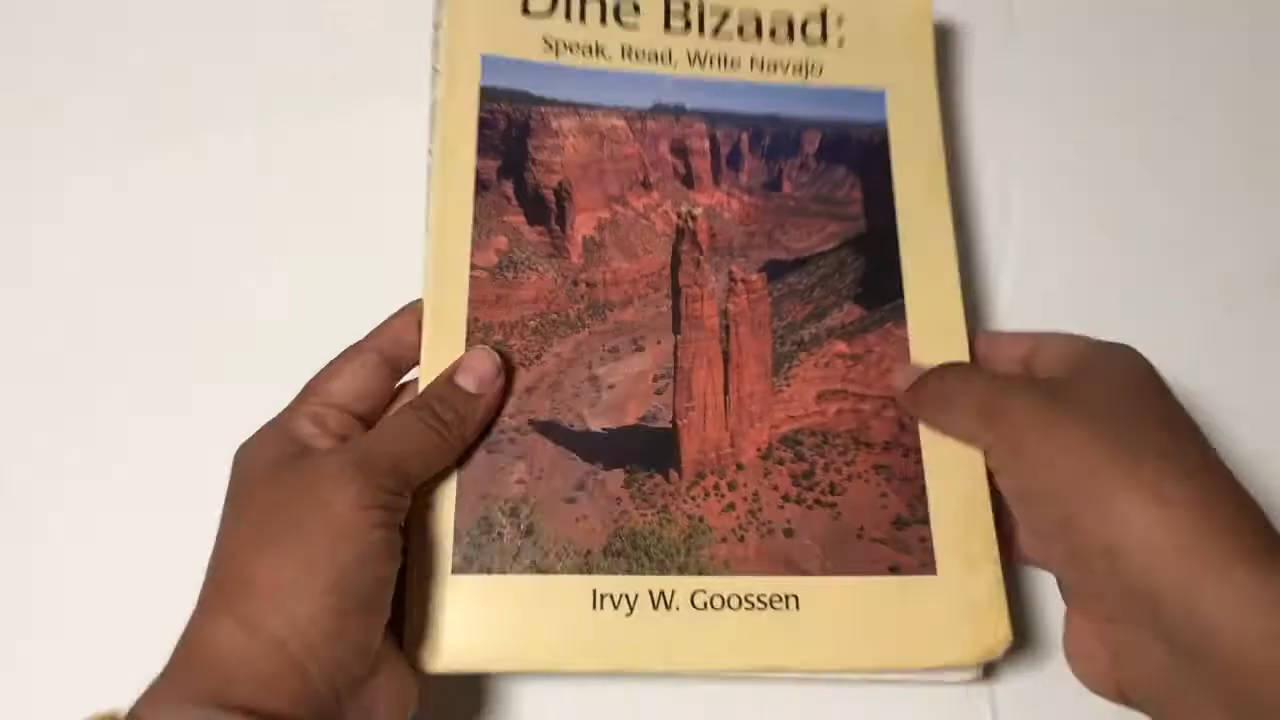 Diné Bizaad:
Speak, Read, Write Navajo
Irvy W. Goossen